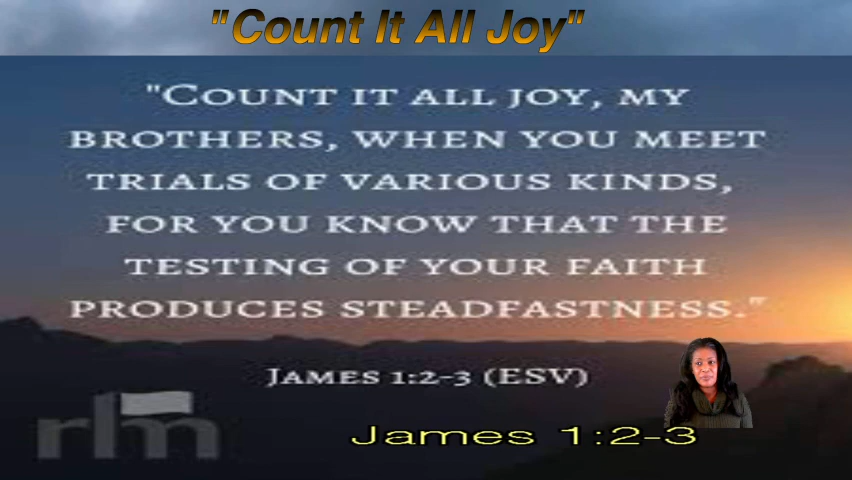 "Count It All Joy"
"COUNT IT ALL JOY, MY
BROTHERS, WHEN YOU MEET
TRIALS OF VARIOUS KINDS,
FOR YOU KNOW THAT THE
TESTING OF YOUR FAITH
PRODUCES STEADFASTNESS."
JAMES 1:2-3 (ESV)
rlm
James 1:2-3